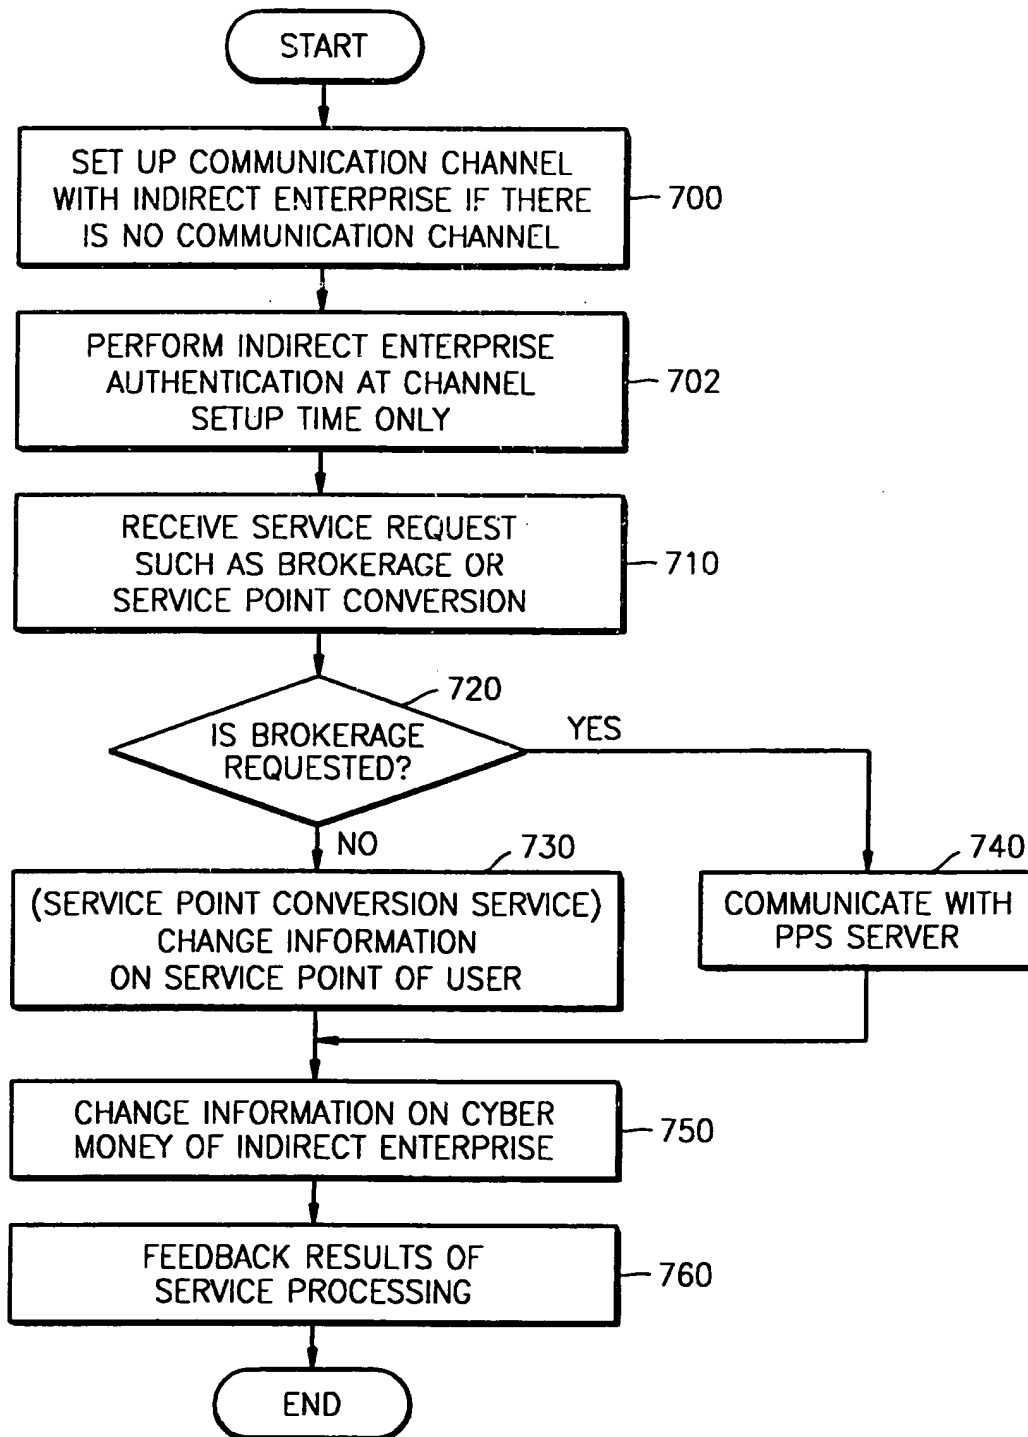 START
SET UP COMMUNICATION CHANNEL
WITH INDIRECT ENTERPRISE IF THERE
IS NO COMMUNICATION CHANNEL
700
PERFORM INDIRECT ENTERPRISE
AUTHENTICATION AT CHANNEL
SETUP TIME ONLY
702
RECEIVE SERVICE REQUEST
SUCH AS BROKERAGE OR
SERVICE POINT CONVERSION
710
720
IS BROKERAGE
REQUESTED?
YES
NO
730
(SERVICE POINT CONVERSION SERVICE)
CHANGE INFORMATION
ON SERVICE POINT OF USER
740
COMMUNICATE WITH
PPS SERVER
CHANGE INFORMATION ON CYBER
MONEY OF INDIRECT ENTERPRISE
750
FEEDBACK RESULTS OF
SERVICE PROCESSING
760
END